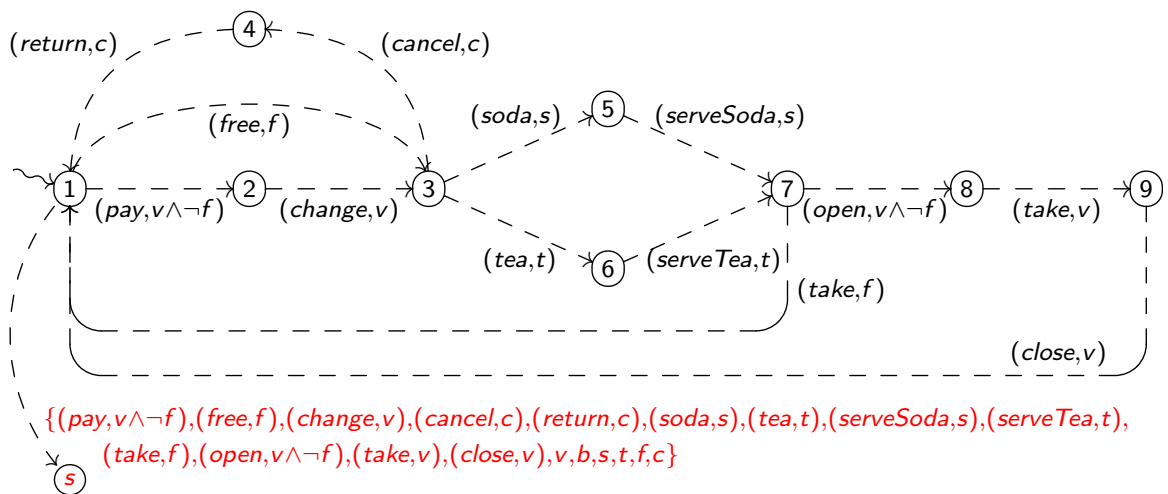 4
(return,c)
(cancel,c)
(free,f)
(soda,s)
5
(serveSoda,s)
1
2
3
7
8
9
(pay,v∧¬f)
(change,v)
(open,v∧¬f)
(take,v)
(tea,t)
6
(serveTea,t)
(take,f)
(close,v)
{(pay,v∧¬f),(free,f),(change,v),(cancel,c),(return,c),(soda,s),(tea,t),(serveSoda,s),(serveTea,t),
(take,f),(open,v∧¬f),(take,v),(close,v),v,b,s,t,f,c}
s